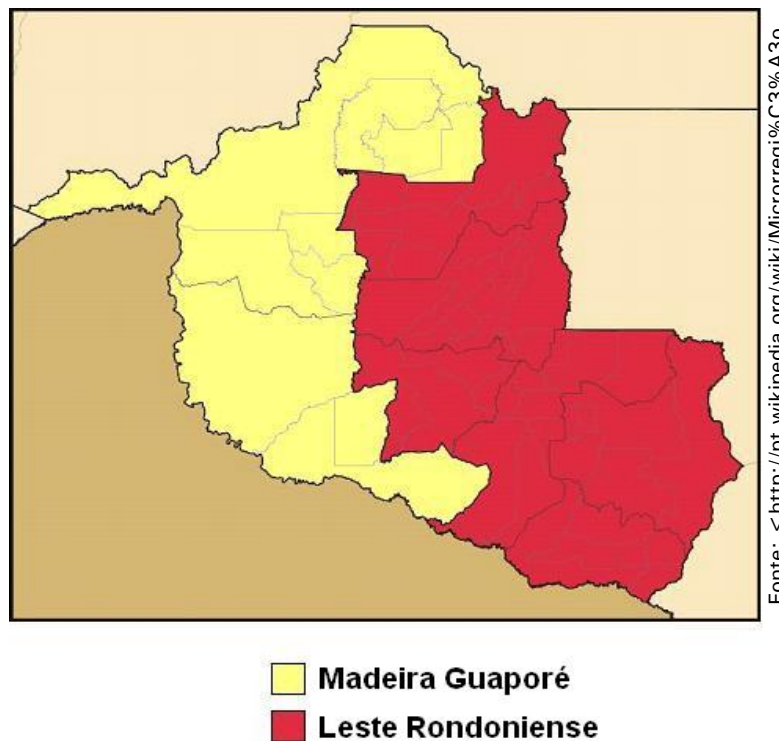 Fonte: <http://pt.wikipedia.org/wiki/Microrregi%C3%A3o
Madeira Guaporé
Leste Rondoniense